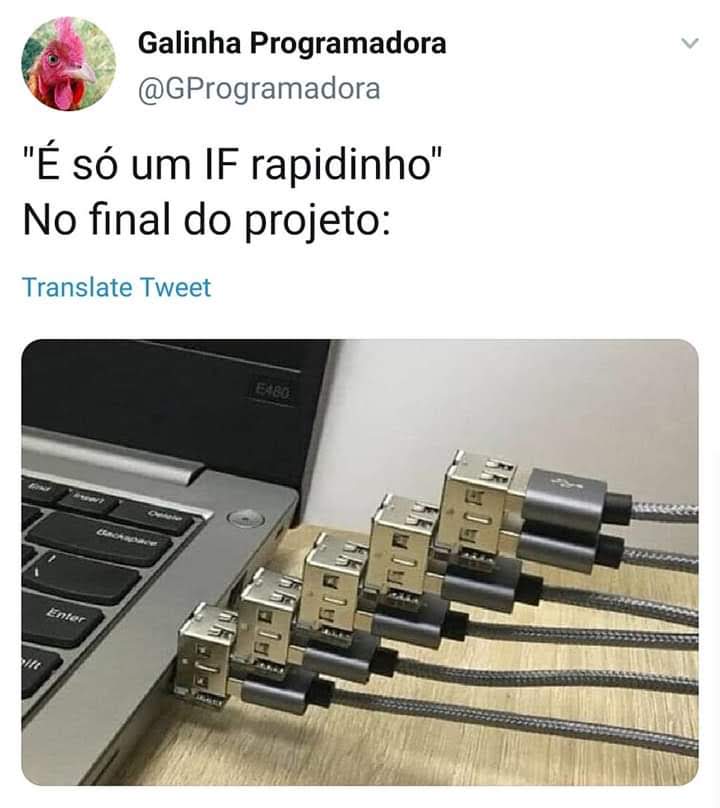 Galinha Programadora
@GProgramadora
"É só um IF rapidinho"
No final do projeto:
Translate Tweet
E480
End
Insert
Delete
Backspace
Enter